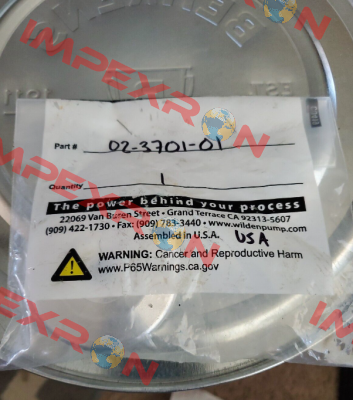 Part # 02-3701-01
Quantity 1
The power behind your process
22069 Van Buren Street • Grand Terrace CA 92313-5607
(909) 422-1730 • Fax: (909) 783-3440 • www.wildenpump.com
Assembled in U.S.A. USA
WARNING: Cancer and Reproductive Harm
www.P65Warnings.ca.gov
IMPEXRON
IMPEXRON
IMPEXRON
IMPEXRON